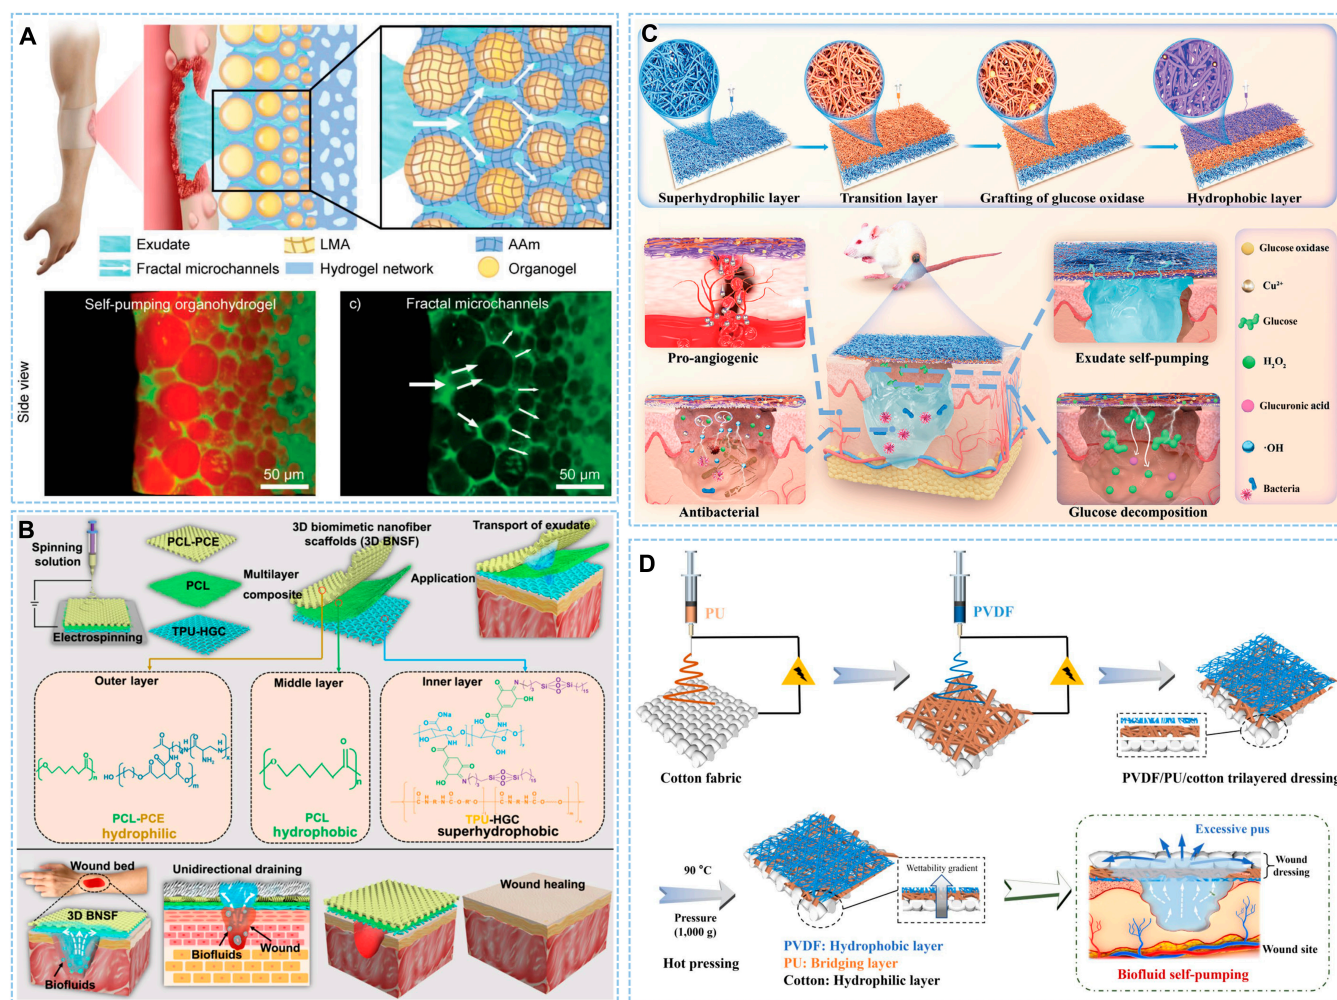 A
Exudate
LMA
AAm
Fractal microchannels
Hydrogel network
Organogel
Side view
Self-pumping organohydrogel
50 μm
c)
Fractal microchannels
50 μm
B
Spinning
solution
Electrospinning
PCL-PCE
PCL
TPU-HGC
Multilayer
composite
3D biomimetic nanofiber
scaffolds (3D BNSF)
Application
Transport of exudate
Outer layer
PCL-PCE
hydrophilic
Middle layer
PCL
hydrophobic
Inner layer
TPU-HGC
superhydrophobic
Wound bed
3D BNSF
Biofluids
Unidirectional draining
Biofluids
Wound
Wound healing
C
Superhydrophilic layer
Transition layer
Grafting of glucose oxidase
Hydrophobic layer
Pro-angiogenic
Antibacterial
Exudate self-pumping
Glucose decomposition
Glucose oxidase
Cu²⁺
Glucose
H₂O₂
Glucuronic acid
·OH
Bacteria
D
PU
Cotton fabric
PVDF
PVDF/PU/cotton trilayered dressing
90 °C
Pressure
(1,000 g)
Hot pressing
Wettability gradient
PVDF: Hydrophobic layer
PU: Bridging layer
Cotton: Hydrophilic layer
Excessive pus
Wound
dressing
Wound site
Biofluid self-pumping